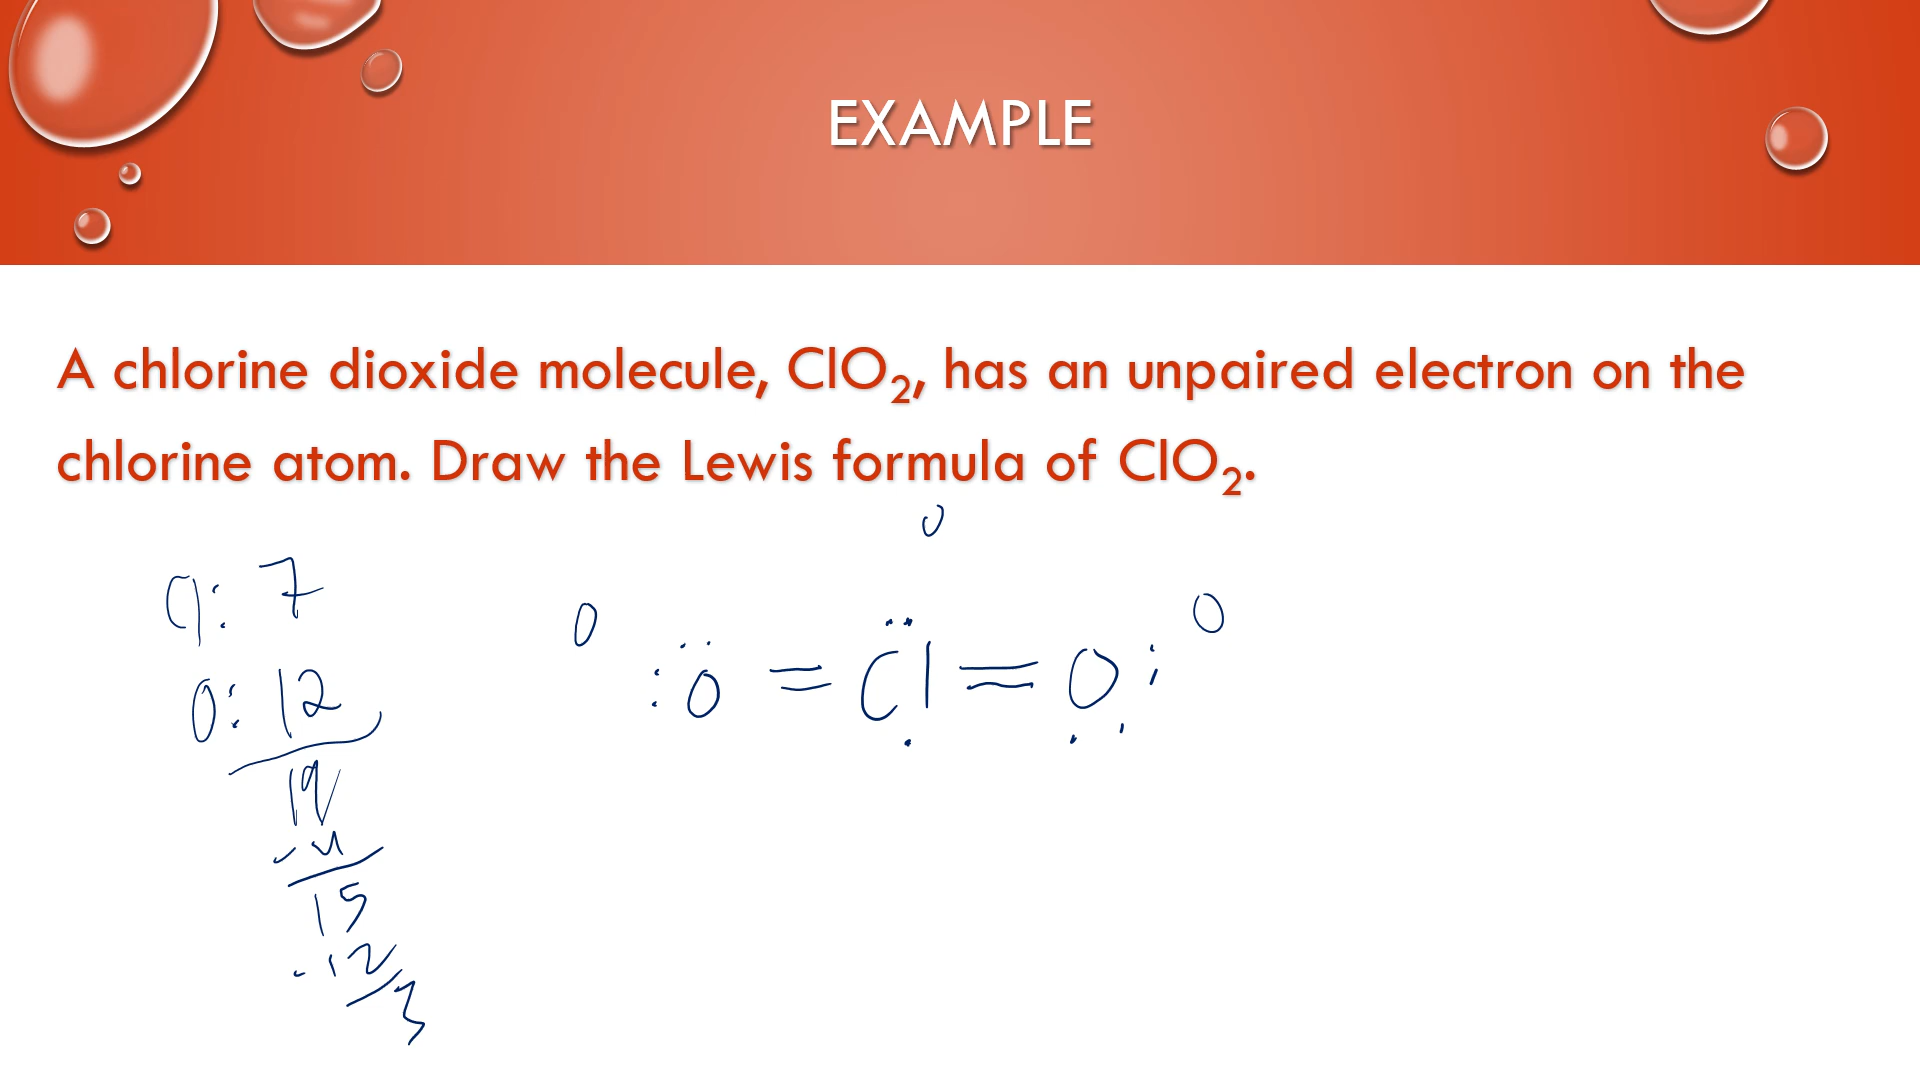 EXAMPLE
A chlorine dioxide molecule, ClO₂, has an unpaired electron on the
chlorine atom. Draw the Lewis formula of ClO₂.
Cl: 7
O: 12
19
- 4
15
- 12
3
0
0
0
:O = Cl = O: